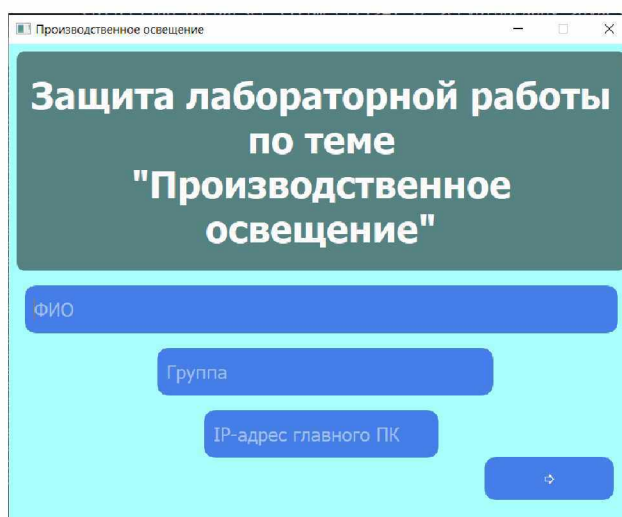 Производственное освещение
Защита лабораторной работы
по теме
"Производственное
освещение"
ФИО
Группа
IP-адрес главного ПК